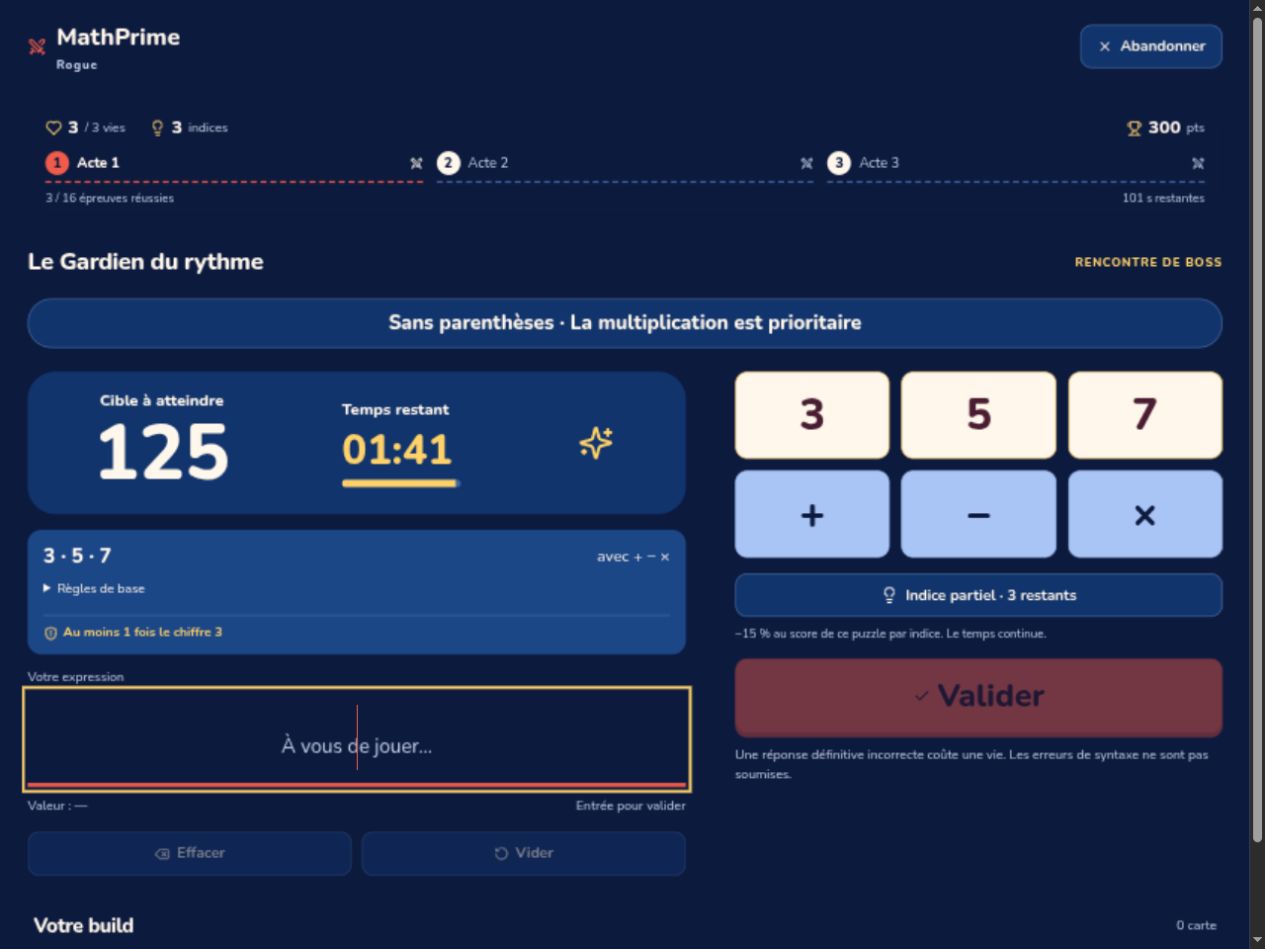 MathPrime
Rogue
Abandonner
3 / 3 vies 3 indices
300 pts
1 Acte 1
2 Acte 2
3 Acte 3
3 / 16 épreuves réussies
101 s restantes
Le Gardien du rythme
RENCONTRE DE BOSS
Sans parenthèses · La multiplication est prioritaire
Cible à atteindre
125
Temps restant
01:41
3 · 5 · 7
avec + − ×
Règles de base
Au moins 1 fois le chiffre 3
Votre expression
À vous de jouer...
Valeur : —
Entrée pour valider
Effacer
Vider
3 5 7
+ − ×
Indice partiel · 3 restants
−15 % au score de ce puzzle par indice. Le temps continue.
Valider
Une réponse définitive incorrecte coûte une vie. Les erreurs de syntaxe ne sont pas
soumises.
Votre build
0 carte